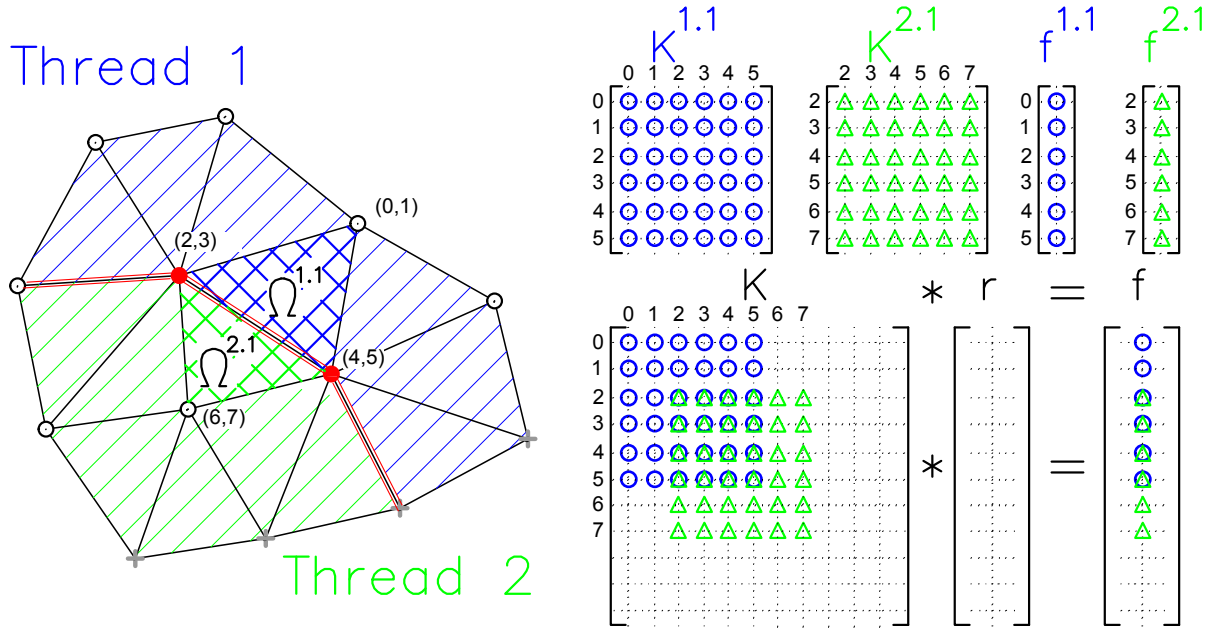 Thread 1
(0,1)
(2,3)
Ω1.1
Ω2.1
(4,5)
(6,7)
Thread 2
K1.1 K2.1 f1.1 f2.1
0 1 2 3 4 5
2 3 4 5 6 7
0 2 0 2
1 3 1 3
2 4 2 4
3 5 3 5
4 6 4 6
5 7 5 7
K * r = f
0 1 2 3 4 5 6 7
0
1
2
3
4
5
6
7
* =